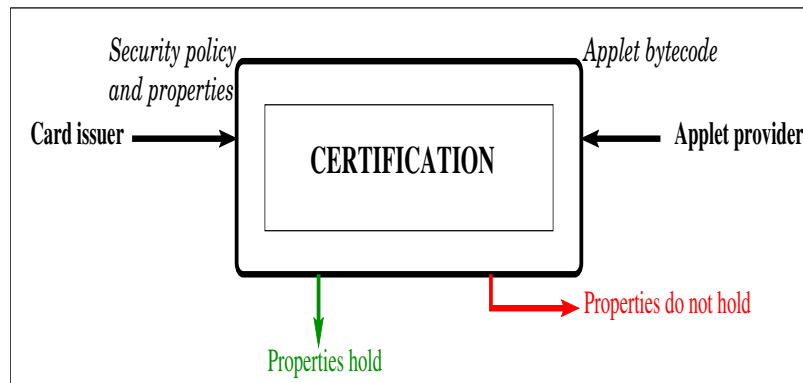 Security policy
and properties
Applet bytecode
Card issuer
CERTIFICATION
Applet provider
Properties do not hold
Properties hold